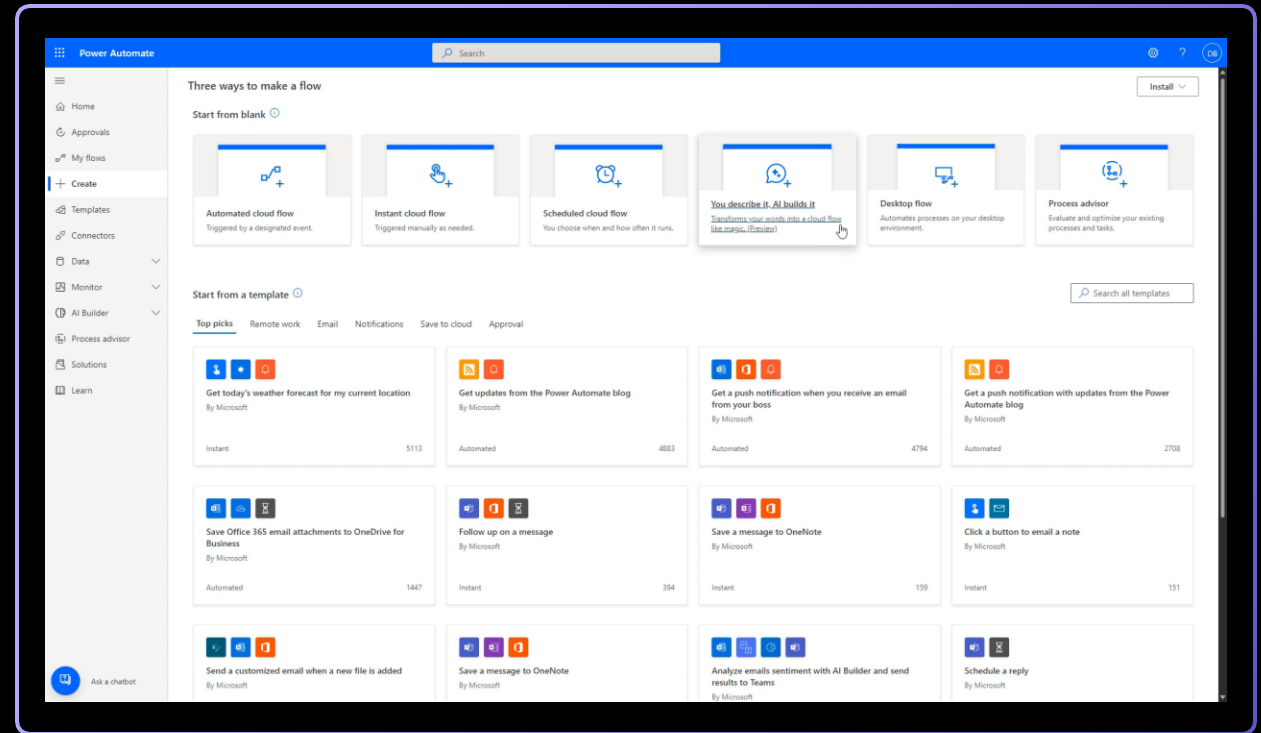 Power Automate
Search
DB
Home
Approvals
My flows
Create
Templates
Connectors
Data
Monitor
AI Builder
Process advisor
Solutions
Learn
Ask a chatbot
Three ways to make a flow
Install
Start from blank
Automated cloud flow
Triggered by a designated event.
Instant cloud flow
Triggered manually as needed.
Scheduled cloud flow
You choose when and how often it runs.
You describe it, AI builds it
Transforms your words into a cloud flow
like magic. (Preview)
Desktop flow
Automates processes on your desktop
environment.
Process advisor
Evaluate and optimize your existing
processes and tasks.
Start from a template
Search all templates
Top picks
Remote work
Email
Notifications
Save to cloud
Approval
Get today's weather forecast for my current location
By Microsoft
Instant
5113
Get updates from the Power Automate blog
By Microsoft
Automated
4883
Get a push notification when you receive an email
from your boss
By Microsoft
Automated
4794
Get a push notification with updates from the Power
Automate blog
By Microsoft
Automated
2708
Save Office 365 email attachments to OneDrive for
Business
By Microsoft
Automated
1447
Follow up on a message
By Microsoft
Instant
394
Save a message to OneNote
By Microsoft
Instant
159
Click a button to email a note
By Microsoft
Instant
151
Send a customized email when a new file is added
By Microsoft
Save a message to OneNote
By Microsoft
Analyze emails sentiment with AI Builder and send
results to Teams
By Microsoft
Schedule a reply
By Microsoft